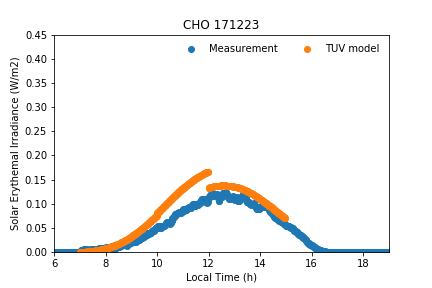 CHO 171223
Measurement TUV model
Solar Erythemal Irradiance (W/m2)
0.45
0.40
0.35
0.30
0.25
0.20
0.15
0.10
0.05
0.00
6 8 10 12 14 16 18
Local Time (h)